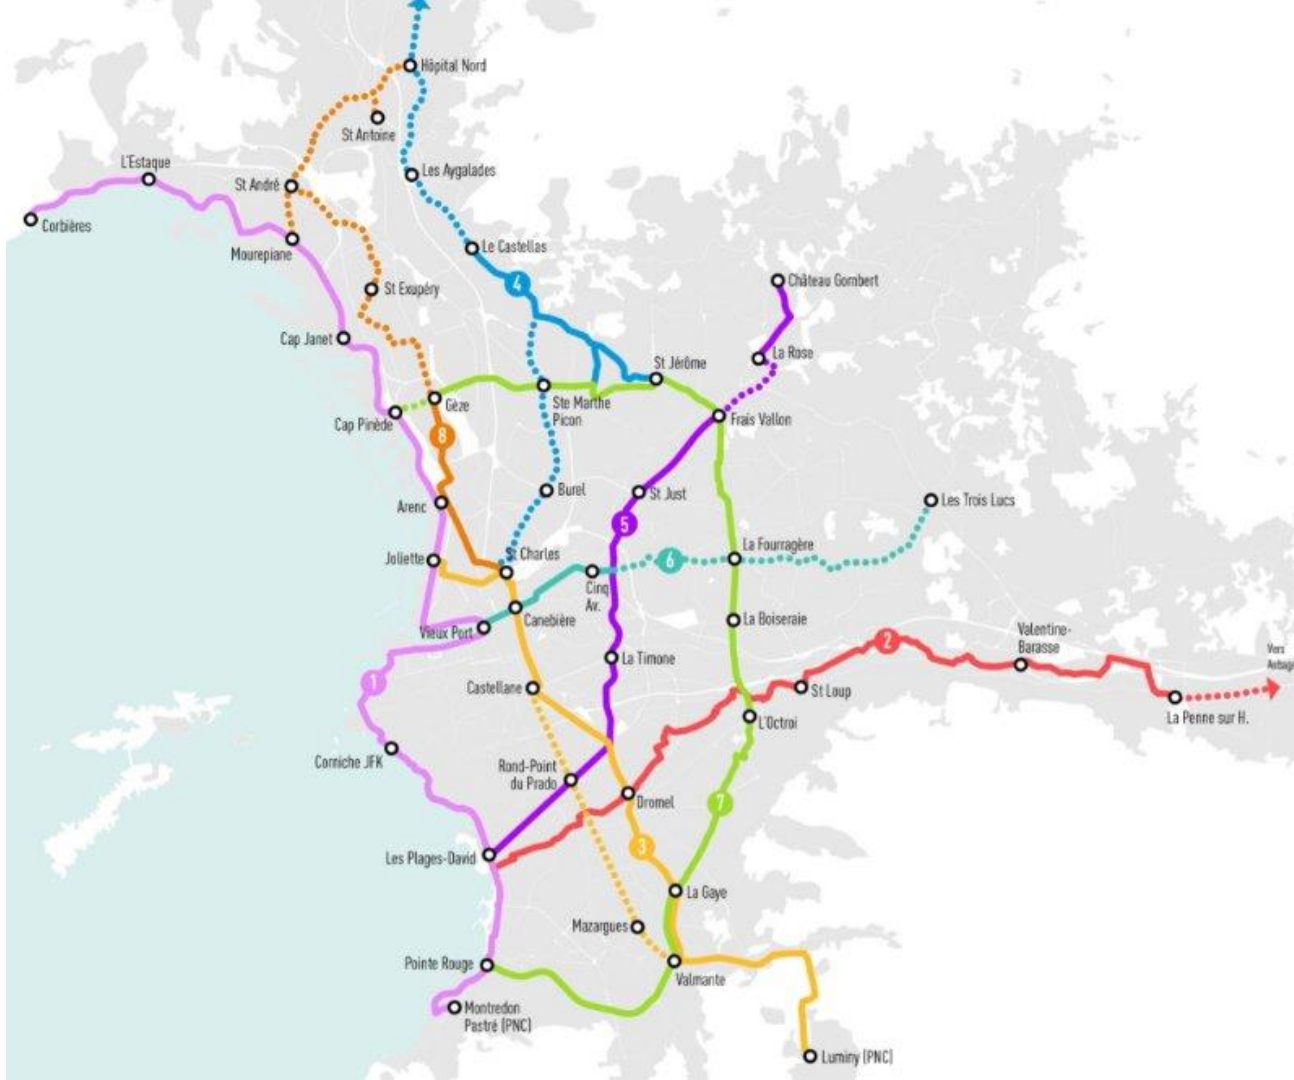 Hôpital Nord
St Antoine
L'Estaque
Les Aygalades
St André
Corbières
Mourepiane
Le Castellas
4
St Exupéry
Château Gombert
Cap Janet
La Rose
St Jérôme
Gèze
Ste Marthe
Picon
Cap Pinède
Frais Vallon
8
Burel
St Just
Les Trois Lucs
Arenc
5
La Fourragère
Joliette
St Charles
6
Cinq
Av.
Canebière
La Boiseraie
Vieux Port
Valentine-
Barasse
2
Vers
Aubagne
La Timone
1
Castellane
St Loup
La Penne sur H.
L'Octroi
Corniche JFK
Rond-Point
du Prado
Dromel
7
3
Les Plages-David
La Gaye
Mazargues
Pointe Rouge
Valmante
Montredon
Pastré (PNC)
Luminy (PNC)